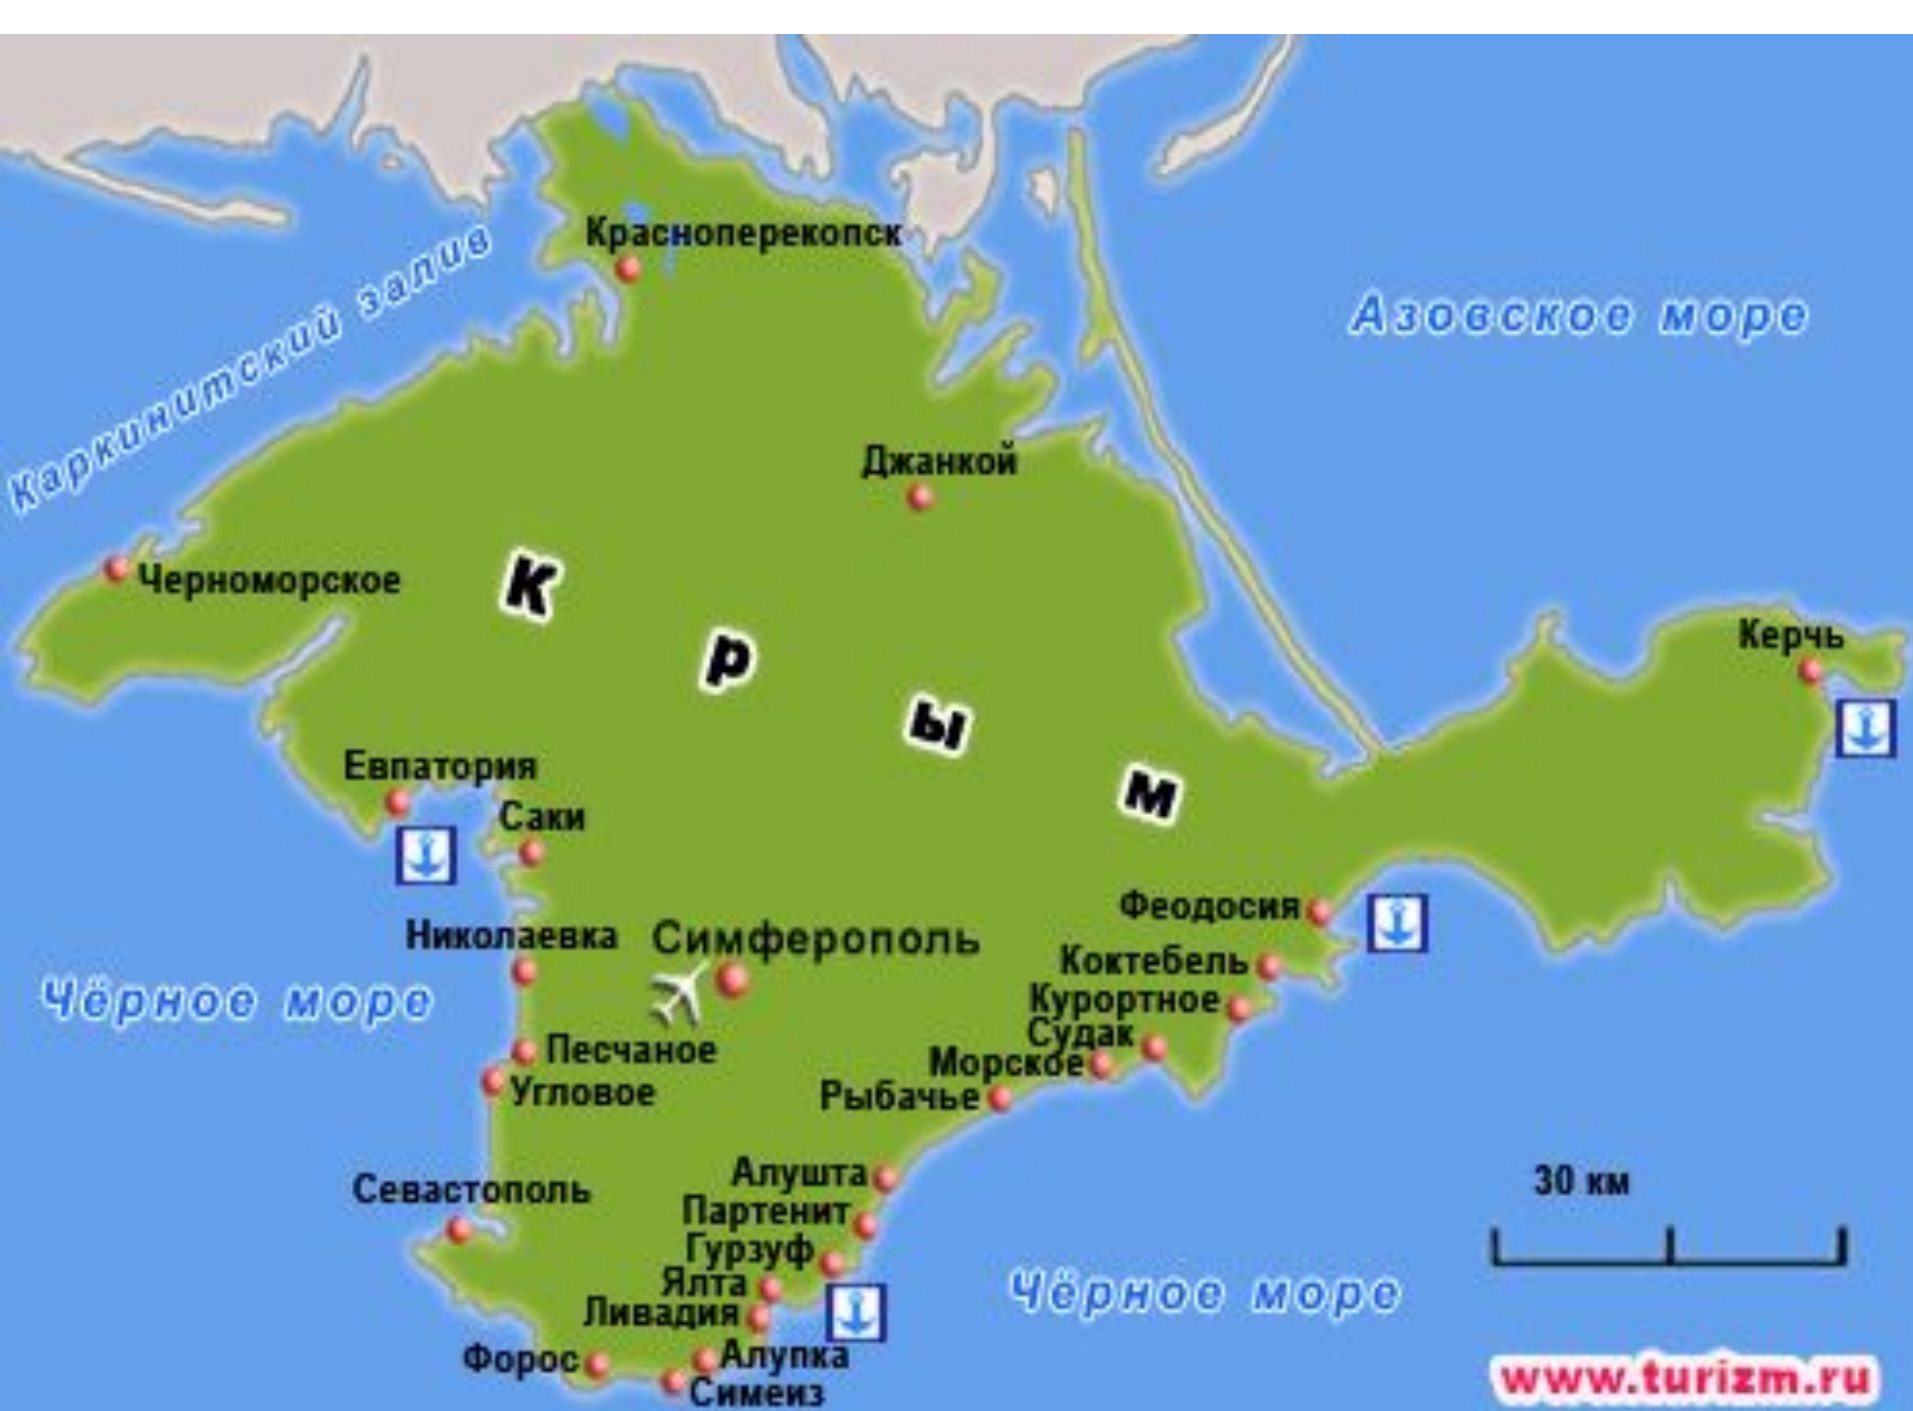 Красноперекопск
Каркинитский залив
Азовское море
Джанкой
Черноморское
К р ы м
Керчь
Евпатория
Саки
Феодосия
Николаевка
Симферополь
Коктебель
Чёрное море
Курортное
Судак
Песчаное
Морское
Угловое
Рыбачье
Алушта
30 км
Севастополь
Партенит
Гурзуф
Ялта
Чёрное море
Ливадия
Форос
Алупка
Симеиз
www.turizm.ru